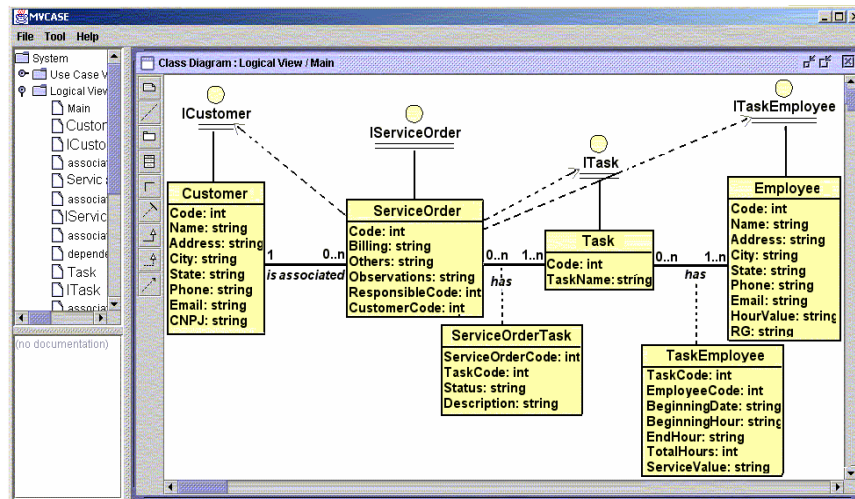 MVCASE
File Tool Help
System
Use Case V
Logical View
Main
Custom
ICustom
associat
Servic
associat
IServic
associat
depende
Task
ITask
associat
(no documentation)
Class Diagram : Logical View / Main
ICustomer
IServiceOrder
ITask
ITaskEmployee
Customer
Code: int
Name: string
Address: string
City: string
State: string
Phone: string
Email: string
CNPJ: string
1 0..n
is associated
ServiceOrder
Code: int
Billing: string
Others: string
Observations: string
ResponsibleCode: int
CustomerCode: int
0..n 1..n
has
Task
Code: int
TaskName: string
0..n 1..n
has
Employee
Code: int
Name: string
Address: string
City: string
State: string
Phone: string
Email: string
HourValue: string
RG: string
ServiceOrderTask
ServiceOrderCode: int
TaskCode: int
Status: string
Description: string
TaskEmployee
TaskCode: int
EmployeeCode: int
BeginningDate: string
BeginningHour: string
EndHour: string
TotalHours: int
ServiceValue: string